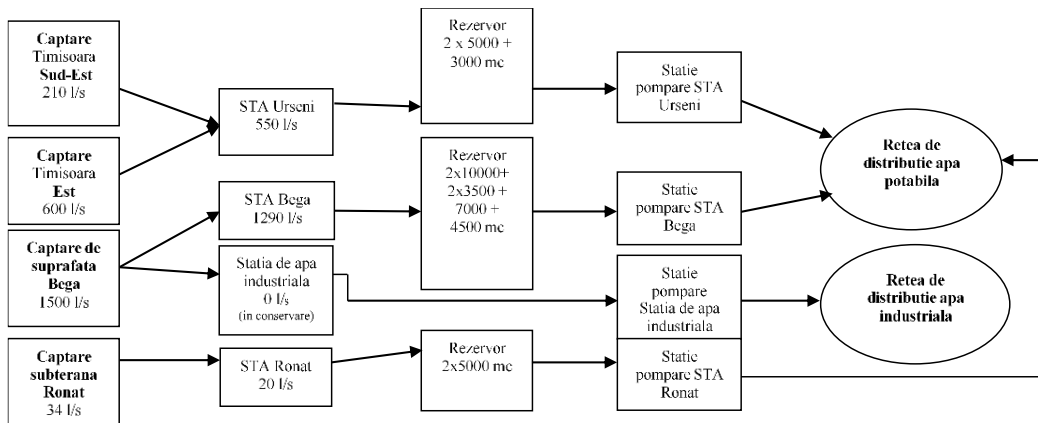 Captare
Timisoara
Sud-Est
210 l/s
Captare
Timisoara
Est
600 l/s
Captare de
suprafata
Bega
1500 l/s
Captare
subterana
Ronat
34 l/s
STA Urseni
550 l/s
STA Bega
1290 l/s
Statia de apa
industriala
0 l/s
(in conservare)
STA Ronat
20 l/s
Rezervor
2 x 5000 +
3000 mc
Rezervor
2x10000+
2x3500 +
7000 +
4500 mc
Rezervor
2x5000 mc
Statie
pompare STA
Urseni
Statie
pompare STA
Bega
Statie
pompare
Statia de apa
industriala
Statie
pompare STA
Ronat
Retea de
distributie apa
potabila
Retea de
distributie apa
industriala